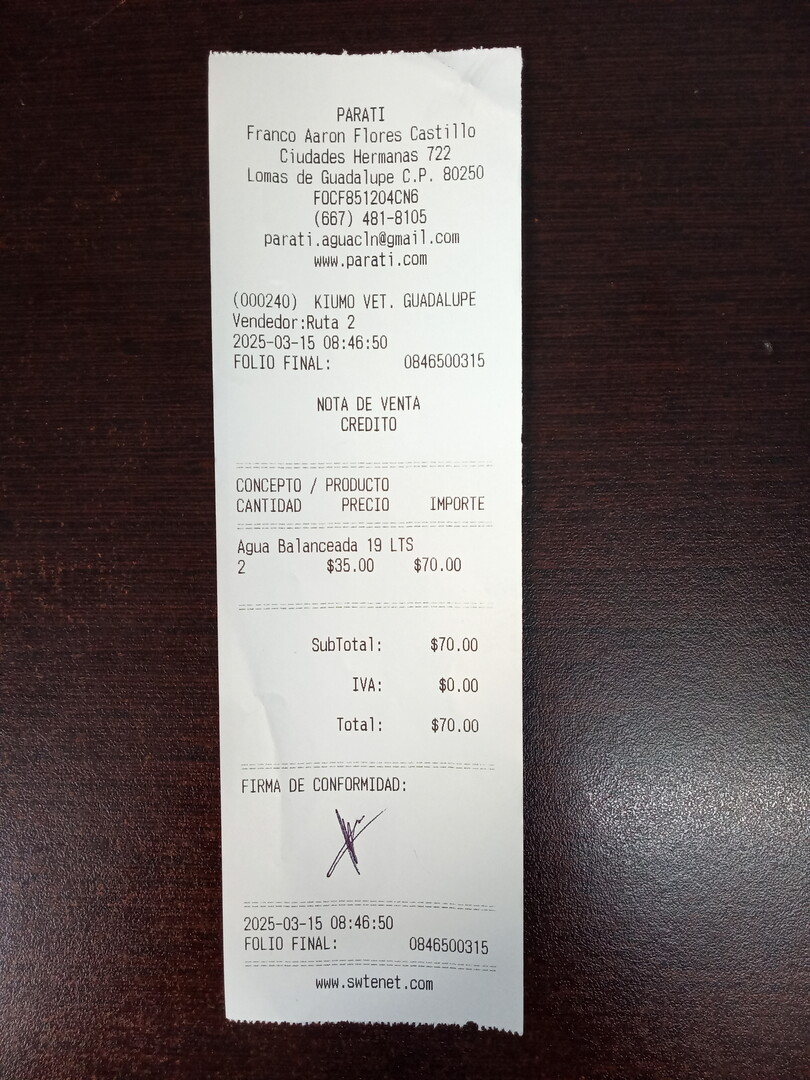 PARATI
Franco Aaron Flores Castillo
Ciudades Hermanas 722
Lomas de Guadalupe C.P. 80250
FOCF851204CN6
(667) 481-8105
parati.aguacln@gmail.com
www.parati.com
(000240) KIUMO VET. GUADALUPE
Vendedor:Ruta 2
2025-03-15 08:46:50
FOLIO FINAL: 0846500315
NOTA DE VENTA
CREDITO
CONCEPTO / PRODUCTO
CANTIDAD PRECIO IMPORTE
Agua Balanceada 19 LTS
2 $35.00 $70.00
SubTotal: $70.00
IVA: $0.00
Total: $70.00
FIRMA DE CONFORMIDAD:
2025-03-15 08:46:50
FOLIO FINAL: 0846500315
www.swtenet.com